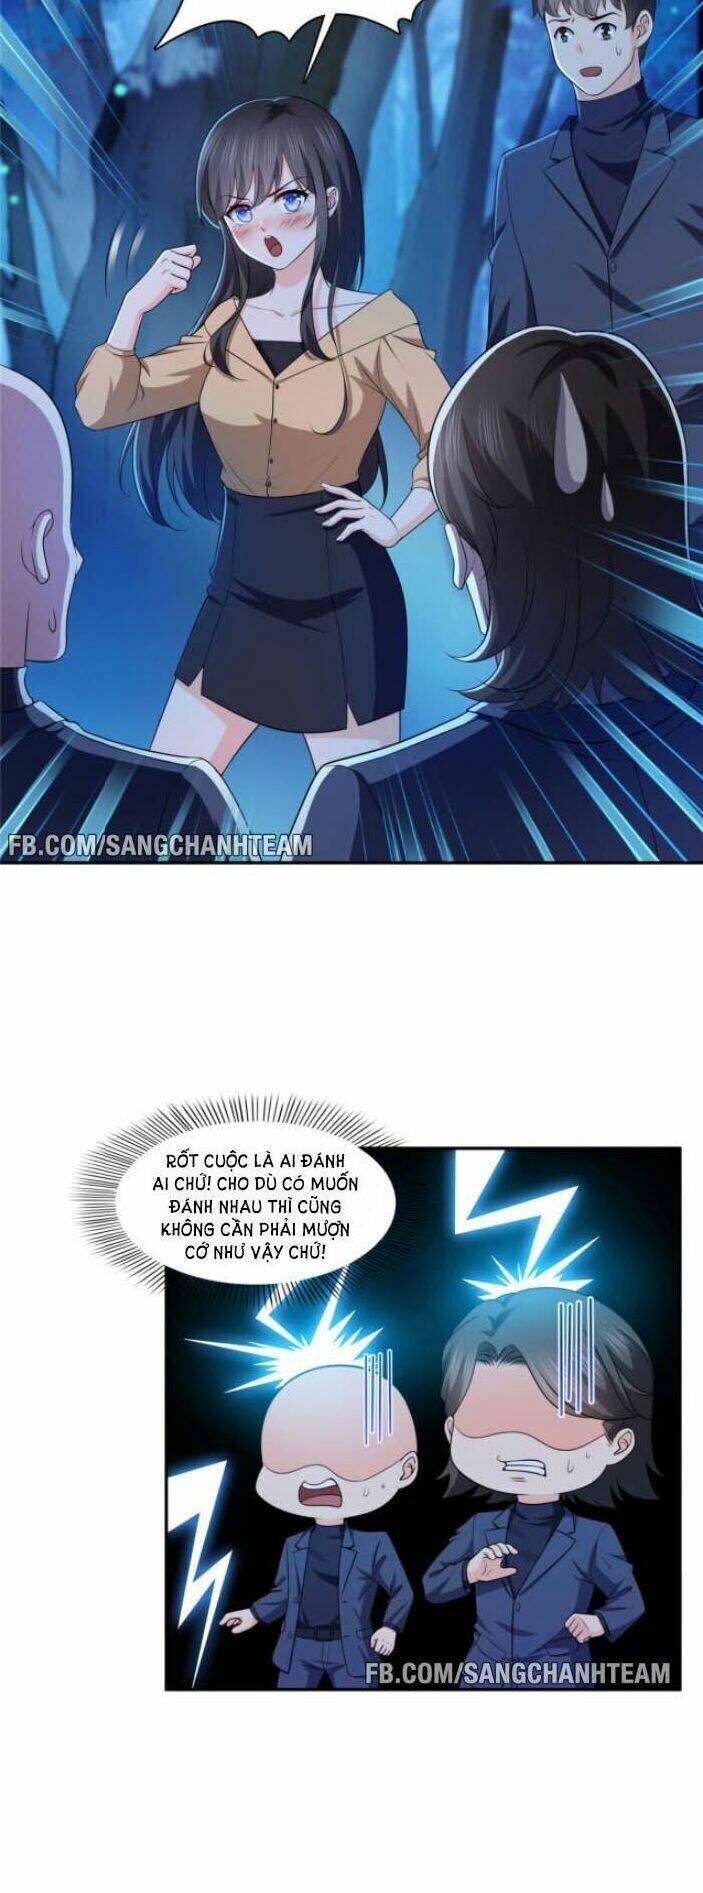 FB.COM/SANGCHANHTEAM
RỐT CUỘC LÀ AI ĐÁNH
AI CHỨ! CHO DÙ CÓ MUỐN
ĐÁNH NHAU THÌ CŨNG
KHÔNG CẦN PHẢI MƯỢN
CỚ NHƯ VẬY CHỨ!
FB.COM/SANGCHANHTEAM